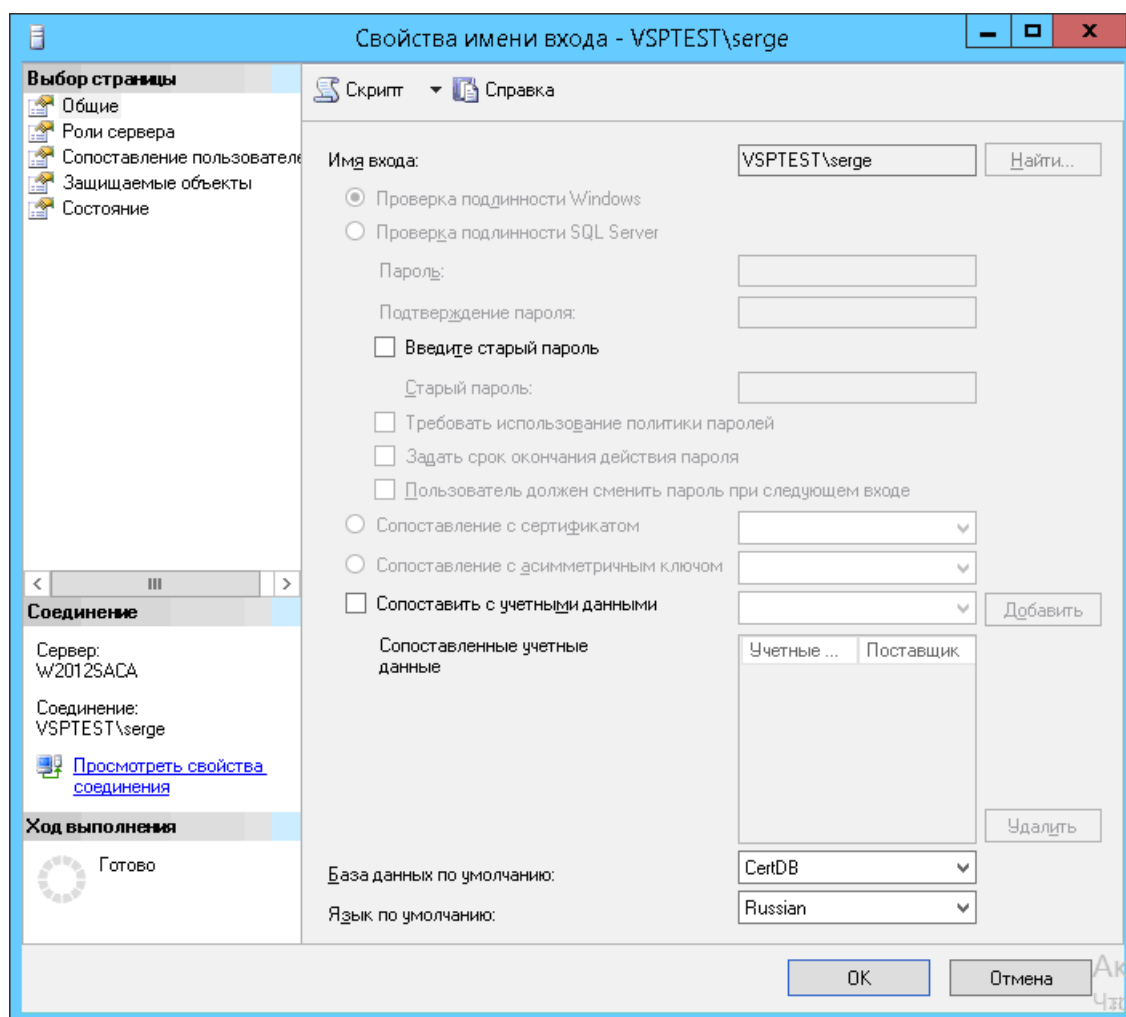 Свойства имени входа - VSPTEST\serge
Выбор страницы
Общие
Роли сервера
Сопоставление пользователе
Защищаемые объекты
Состояние
Скрипт
Справка
Имя входа:
VSPTEST\serge
Найти...
Проверка подлинности Windows
Проверка подлинности SQL Server
Пароль:
Подтверждение пароля:
Введите старый пароль
Старый пароль:
Требовать использование политики паролей
Задать срок окончания действия пароля
Пользователь должен сменить пароль при следующем входе
Сопоставление с сертификатом
Сопоставление с асимметричным ключом
Сопоставить с учетными данными
Добавить
Сопоставленные учетные
данные
Учетные ...
Поставщик
Удалить
База данных по умолчанию:
CertDB
Язык по умолчанию:
Russian
Соединение
Сервер:
W2012SACA
Соединение:
VSPTEST\serge
Просмотреть свойства
соединения
Ход выполнения
Готово
OK
Отмена
Ак